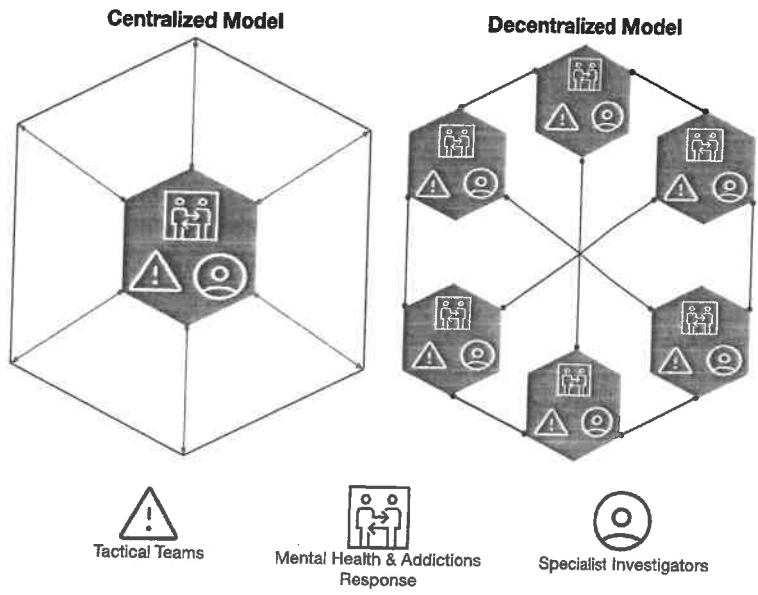 Centralized Model
Decentralized Model
Tactical Teams
Mental Health & Addictions
Response
Specialist Investigators